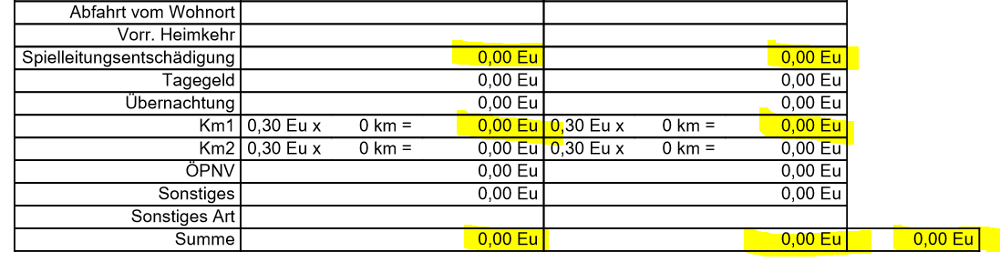 Abfahrt vom Wohnort
Vorr. Heimkehr
Spielleitungsentschädigung 0,00 Eu 0,00 Eu
Tagegeld 0,00 Eu 0,00 Eu
Übernachtung 0,00 Eu 0,00 Eu
Km1 0,30 Eu x 0 km = 0,00 Eu 0,30 Eu x 0 km = 0,00 Eu
Km2 0,30 Eu x 0 km = 0,00 Eu 0,30 Eu x 0 km = 0,00 Eu
ÖPNV 0,00 Eu 0,00 Eu
Sonstiges 0,00 Eu 0,00 Eu
Sonstiges Art
Summe 0,00 Eu 0,00 Eu 0,00 Eu